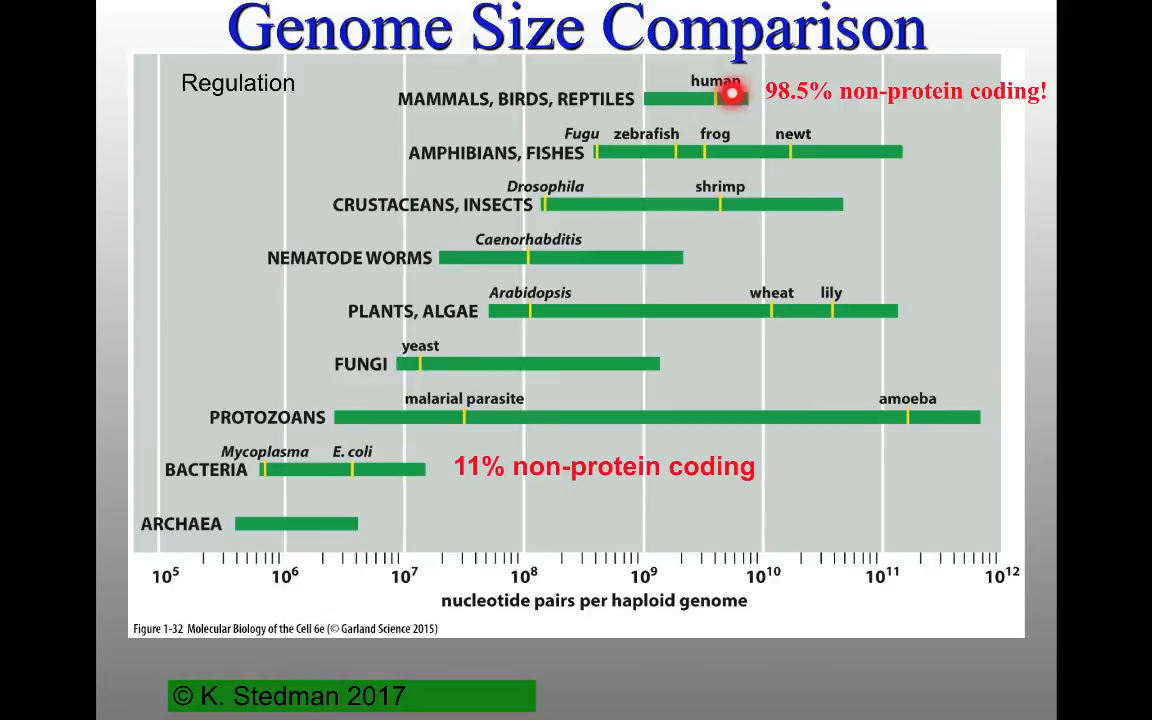 Genome Size Comparison
Regulation
human
MAMMALS, BIRDS, REPTILES
98.5% non-protein coding!
Fugu zebrafish frog newt
AMPHIBIANS, FISHES
Drosophila shrimp
CRUSTACEANS, INSECTS
Caenorhabditis
NEMATODE WORMS
Arabidopsis wheat lily
PLANTS, ALGAE
yeast
FUNGI
malarial parasite amoeba
PROTOZOANS
Mycoplasma E. coli
BACTERIA
11% non-protein coding
ARCHAEA
10⁵ 10⁶ 10⁷ 10⁸ 10⁹ 10¹⁰ 10¹¹ 10¹²
nucleotide pairs per haploid genome
Figure 1-32 Molecular Biology of the Cell 6e (© Garland Science 2015)
© K. Stedman 2017